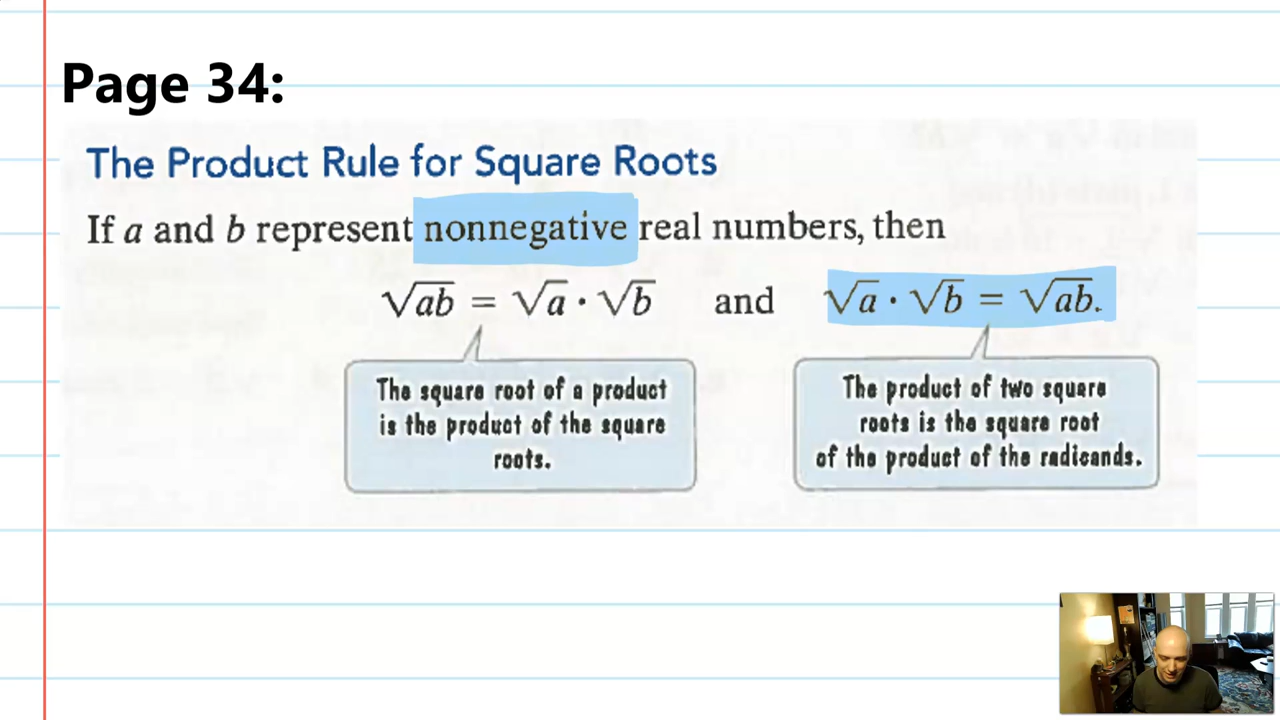 Page 34:
The Product Rule for Square Roots
If a and b represent nonnegative real numbers, then
√ab = √a · √b and √a · √b = √ab.
The square root of a product
is the product of the square
roots.
The product of two square
roots is the square root
of the product of the radicands.